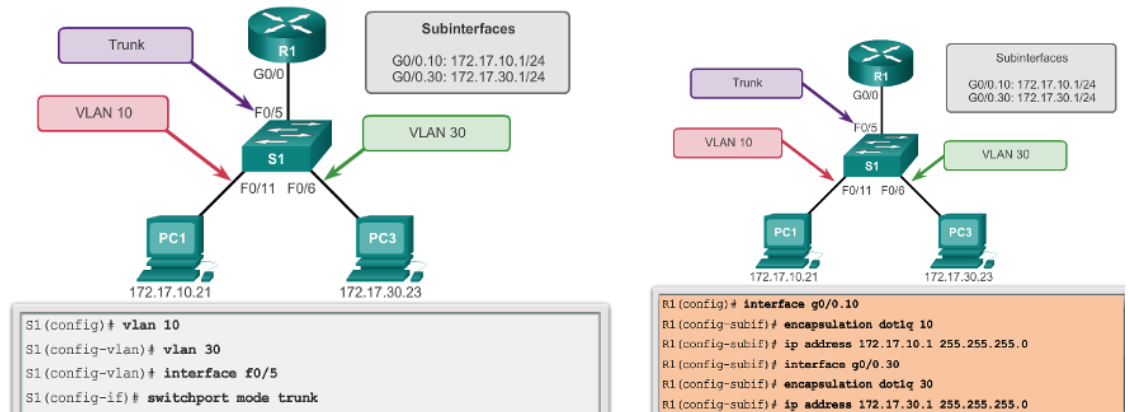 Trunk
R1
Subinterfaces
G0/0.10: 172.17.10.1/24
G0/0.30: 172.17.30.1/24
G0/0
VLAN 10
F0/5
VLAN 30
S1
F0/11 F0/6
PC1
PC3
172.17.10.21
172.17.30.23
S1(config)# vlan 10
S1(config-vlan)# vlan 30
S1(config-vlan)# interface f0/5
S1(config-if)# switchport mode trunk
Subinterfaces
G0/0.10: 172.17.10.1/24
G0/0.30: 172.17.30.1/24
R1
Trunk
G0/0
F0/5
VLAN 10
VLAN 30
S1
F0/11 F0/6
PC1
PC3
172.17.10.21
172.17.30.23
R1(config)# interface g0/0.10
R1(config-subif)# encapsulation dot1q 10
R1(config-subif)# ip address 172.17.10.1 255.255.255.0
R1(config-subif)# interface g0/0.30
R1(config-subif)# encapsulation dot1q 30
R1(config-subif)# ip address 172.17.30.1 255.255.255.0